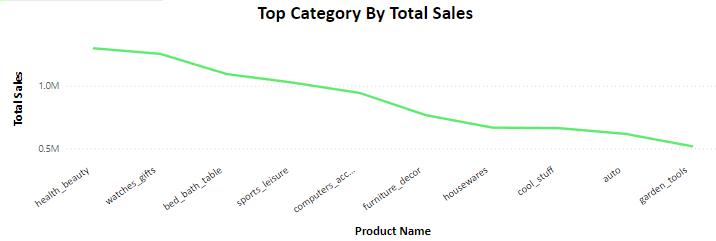 Top Category By Total Sales
Total Sales
1.0M
0.5M
health_beauty
watches_gifts
bed_bath_table
sports_leisure
computers_acc...
furniture_decor
housewares
cool_stuff
auto
garden_tools
Product Name